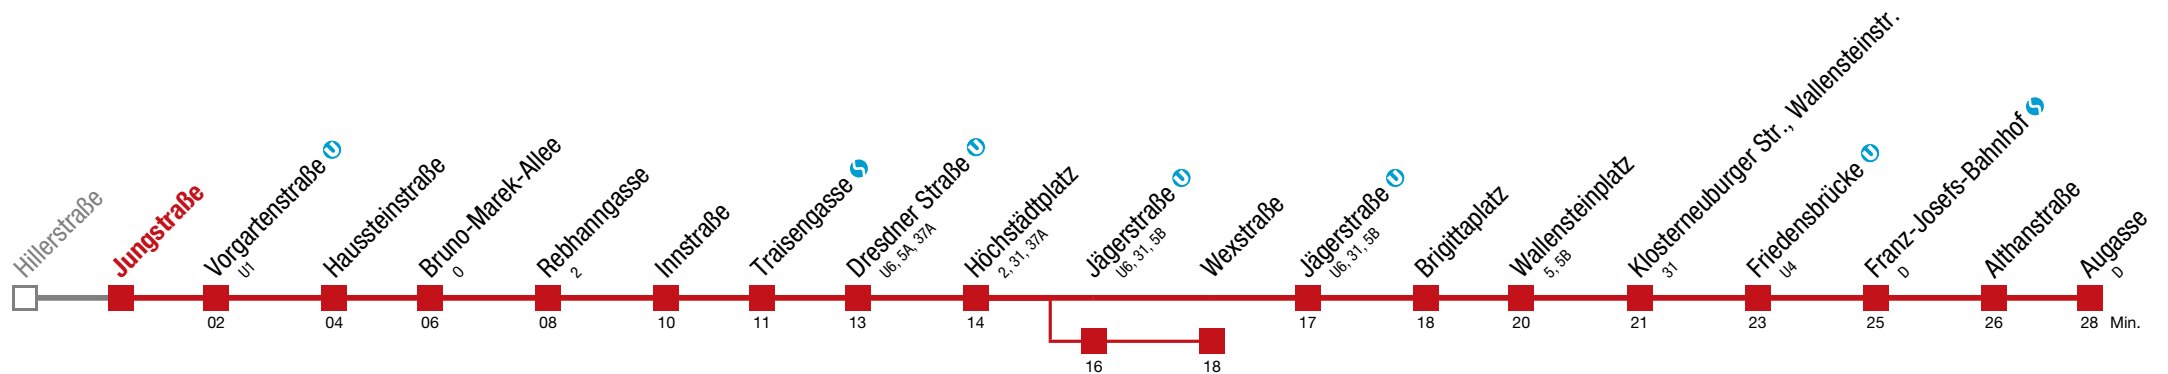 Hillerstraße
Jungstraße
Vorgartenstraße
U1
Haussteinstraße
Bruno-Marek-Allee
O
Rebhanngasse
2
Innstraße
Traisengasse
Dresdner Straße
U6, 5A, 37A
Höchstädtplatz
2, 31, 37A
Jägerstraße
U6, 31, 5B
Wexstraße
Jägerstraße
U6, 31, 5B
Brigittaplatz
Wallensteinplatz
5, 5B
Klosterneuburger Str., Wallensteinstr.
31
Friedensbrücke
U4
Franz-Josefs-Bahnhof
D
Althanstraße
Augasse
D
02 04 06 08 10 11 13 14 17 18 20 21 23 25 26 28 Min.
16 18